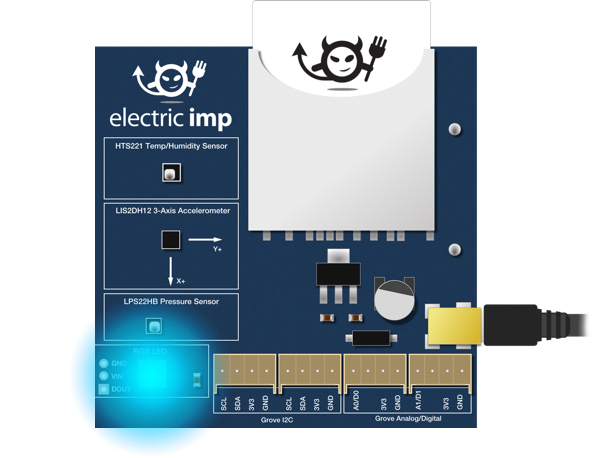 electric imp
HTS221 Temp/Humidity Sensor
LIS2DH12 3-Axis Accelerometer
Y+
X+
LPS22HB Pressure Sensor
RGB LED
GND
VIN
DOUT
SCL
SDA
3V3
GND
SCL
SDA
3V3
GND
A0/D0
3V3
GND
A1/D1
3V3
GND
Grove I2C
Grove Analog/Digital